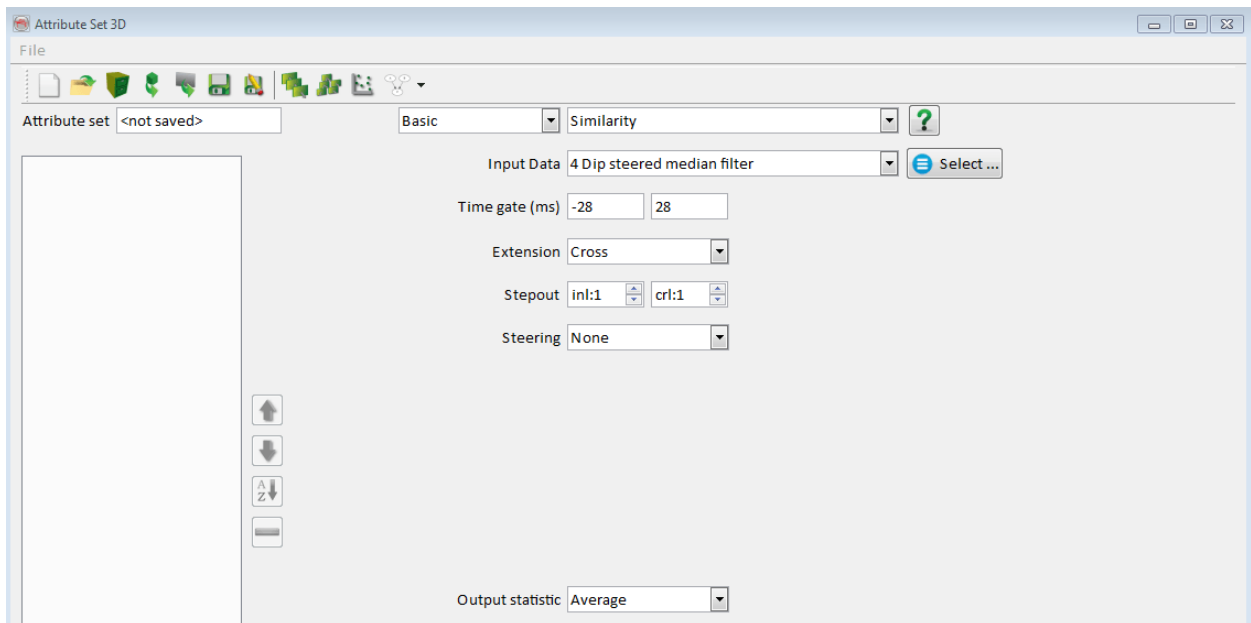 Attribute Set 3D
File
Attribute set <not saved> Basic Similarity ?
Input Data 4 Dip steered median filter Select ...
Time gate (ms) -28 28
Extension Cross
Stepout inl:1 crl:1
Steering None
A
Z
Output statistic Average